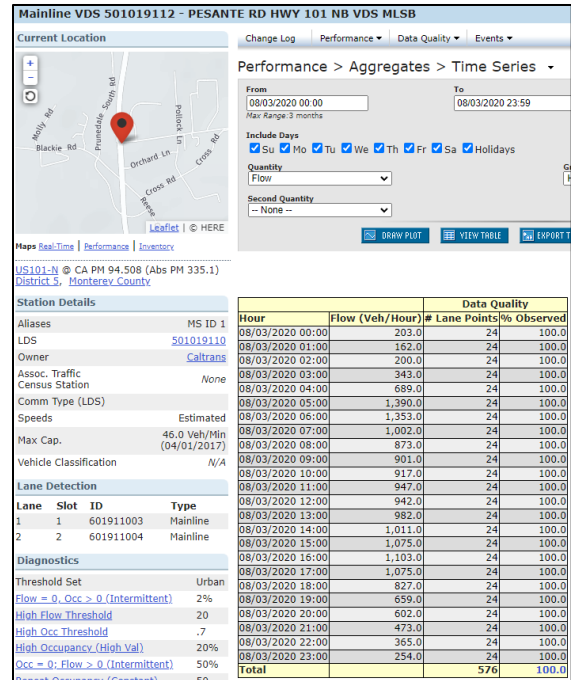 Mainline VDS 501019112 - PESANTE RD HWY 101 NB VDS MLSB
Current Location
+
-
Molly Rd
Blackie Rd
Prunedale South Rd
Pollock Ln
Orchard Ln
Cross Rd
Cross Rd
Reese
Leaflet | © HERE
Maps Real-Time | Performance | Inventory
US101-N @ CA PM 94.508 (Abs PM 335.1)
District 5, Monterey County
Station Details
Aliases MS ID 1
LDS 501019110
Owner Caltrans
Assoc. Traffic
Census Station None
Comm Type (LDS)
Speeds Estimated
Max Cap. 46.0 Veh/Min
(04/01/2017)
Vehicle Classification N/A
Lane Detection
Lane Slot ID Type
1 1 601911003 Mainline
2 2 601911004 Mainline
Diagnostics
Threshold Set Urban
Flow = 0, Occ > 0 (Intermittent) 2%
High Flow Threshold 20
High Occ Threshold .7
High Occupancy (High Val) 20%
Occ = 0; Flow > 0 (Intermittent) 50%
Change Log Performance Data Quality Events
Performance > Aggregates > Time Series
From To
08/03/2020 00:00 08/03/2020 23:59
Max Range:3 months
Include Days
Su Mo Tu We Th Fr Sa Holidays
Quantity
Flow
Second Quantity
-- None --
DRAW PLOT VIEW TABLE EXPORT T
Data Quality
Hour Flow (Veh/Hour) # Lane Points % Observed
08/03/2020 00:00 203.0 24 100.0
08/03/2020 01:00 162.0 24 100.0
08/03/2020 02:00 200.0 24 100.0
08/03/2020 03:00 343.0 24 100.0
08/03/2020 04:00 689.0 24 100.0
08/03/2020 05:00 1,390.0 24 100.0
08/03/2020 06:00 1,353.0 24 100.0
08/03/2020 07:00 1,002.0 24 100.0
08/03/2020 08:00 873.0 24 100.0
08/03/2020 09:00 901.0 24 100.0
08/03/2020 10:00 917.0 24 100.0
08/03/2020 11:00 947.0 24 100.0
08/03/2020 12:00 942.0 24 100.0
08/03/2020 13:00 982.0 24 100.0
08/03/2020 14:00 1,011.0 24 100.0
08/03/2020 15:00 1,075.0 24 100.0
08/03/2020 16:00 1,103.0 24 100.0
08/03/2020 17:00 1,075.0 24 100.0
08/03/2020 18:00 827.0 24 100.0
08/03/2020 19:00 659.0 24 100.0
08/03/2020 20:00 602.0 24 100.0
08/03/2020 21:00 473.0 24 100.0
08/03/2020 22:00 365.0 24 100.0
08/03/2020 23:00 254.0 24 100.0
Total 576 100.0